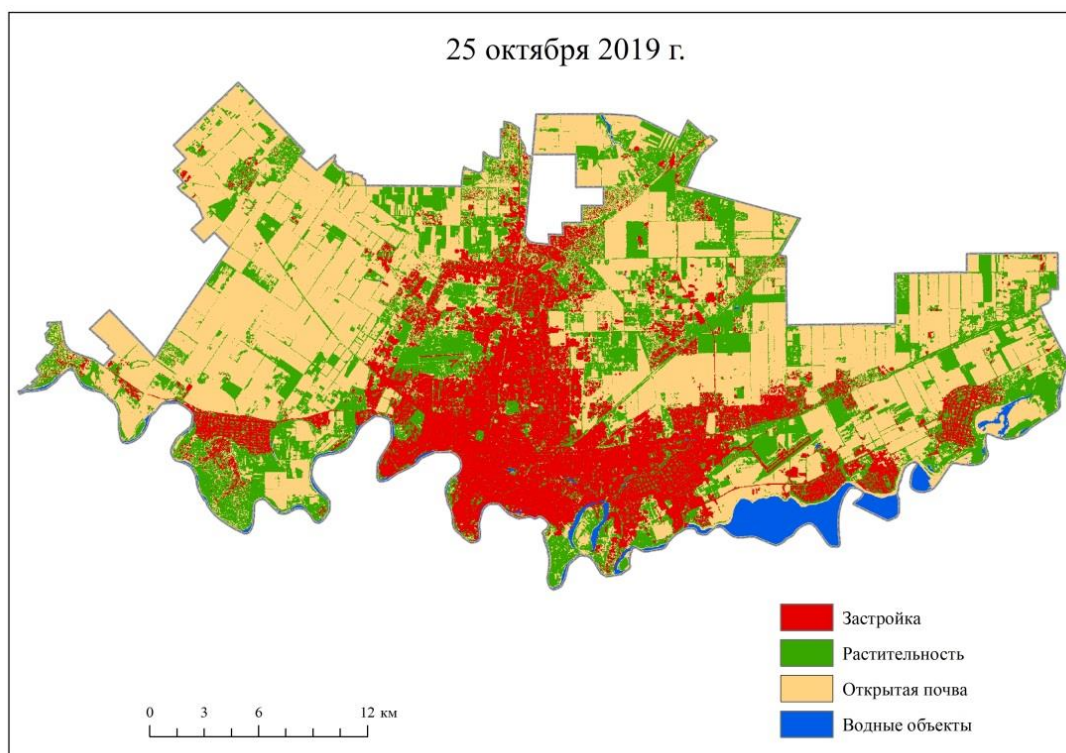 25 октября 2019 г.
Застройка
Растительность
Открытая почва
Водные объекты
0 3 6 12 км